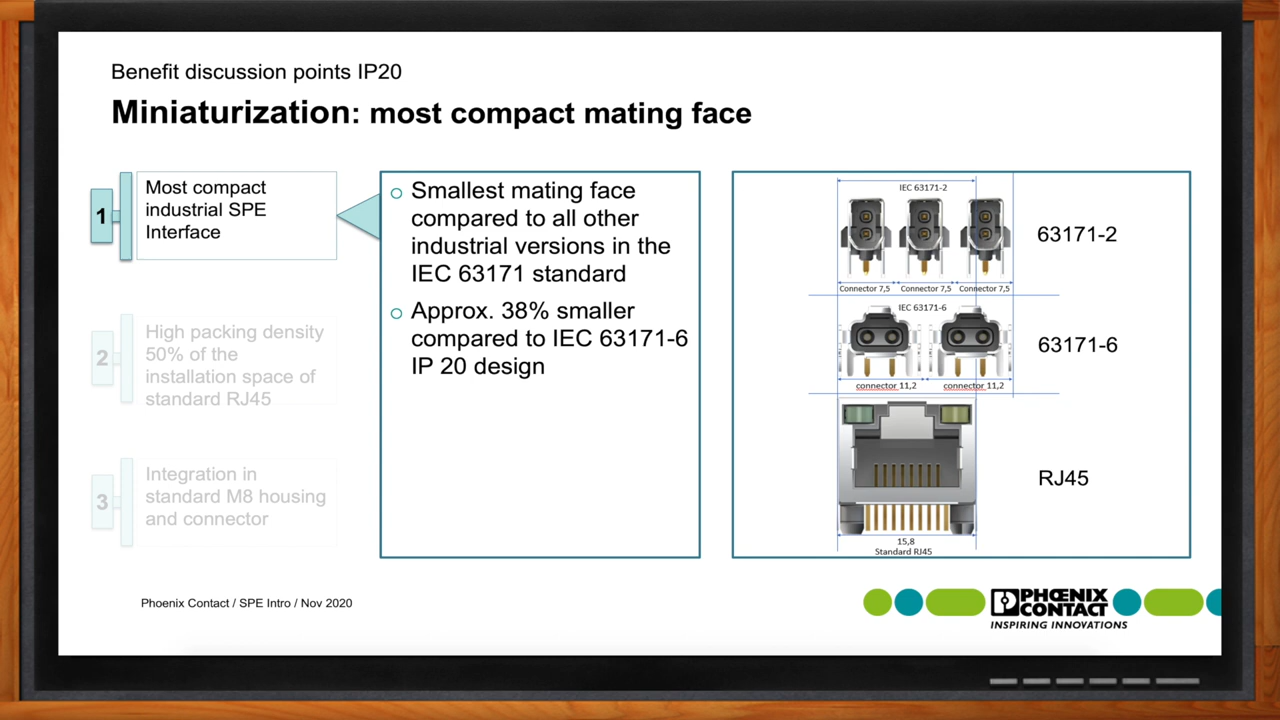 Benefit discussion points IP20
Miniaturization: most compact mating face
1
Most compact
industrial SPE
Interface
2
High packing density
50% of the
installation space of
standard RJ45
3
Integration in
standard M8 housing
and connector
Smallest mating face
compared to all other
industrial versions in the
IEC 63171 standard
Approx. 38% smaller
compared to IEC 63171-6
IP 20 design
IEC 63171-2
Connector 7,5 Connector 7,5 Connector 7,5
63171-2
IEC 63171-6
connector 11,2 connector 11,2
63171-6
RJ45
15,8
Standard RJ45
Phoenix Contact / SPE Intro / Nov 2020
PHŒNIX
CONTACT
INSPIRING INNOVATIONS